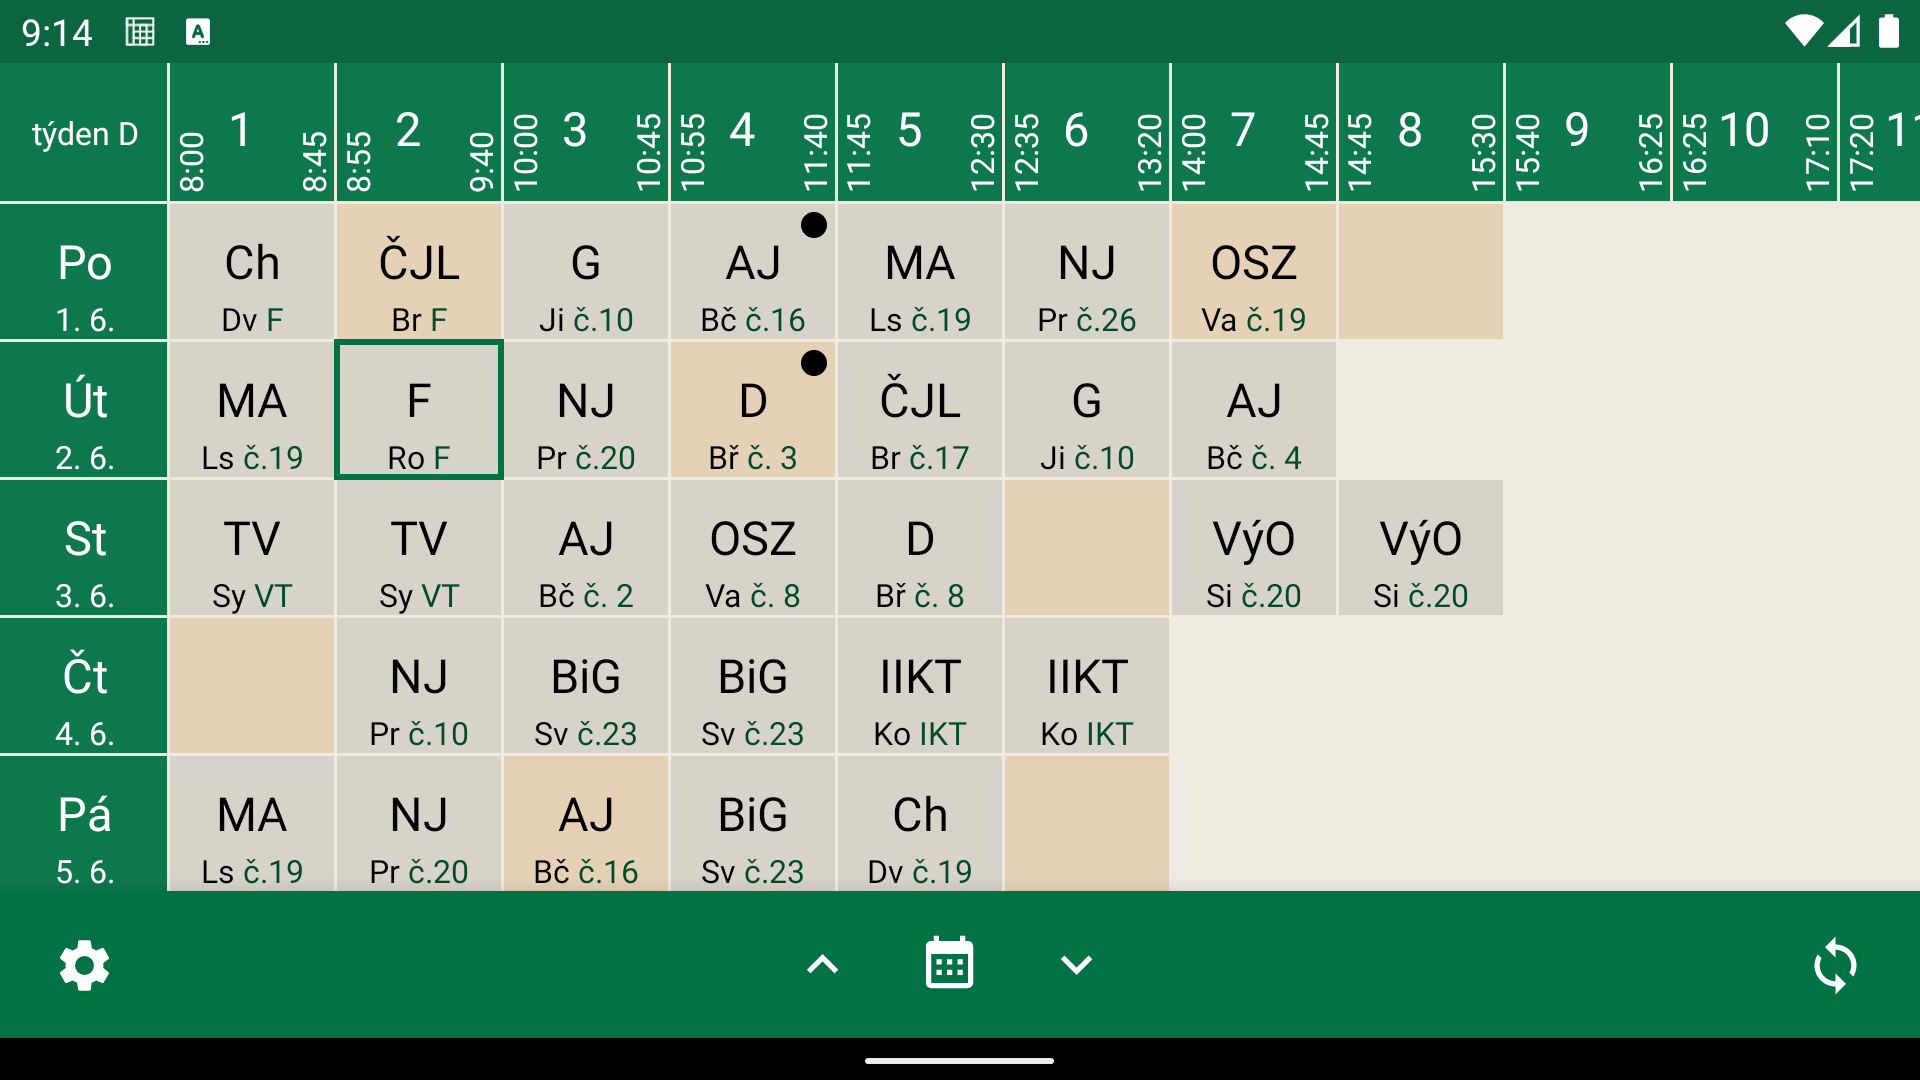 9:14
týden D
8:00 1 8:45
8:55 2 9:40
10:00 3 10:45
10:55 4 11:40
11:45 5 12:30
12:35 6 13:20
14:00 7 14:45
14:45 8 15:30
15:40 9 16:25
16:25 10 17:10
17:20
Po
1. 6.
Ch
Dv F
ČJL
Br F
G
Ji č.10
AJ
Bč č.16
MA
Ls č.19
NJ
Pr č.26
OSZ
Va č.19
Út
2. 6.
MA
Ls č.19
F
Ro F
NJ
Pr č.20
D
Bř č. 3
ČJL
Br č.17
G
Ji č.10
AJ
Bč č. 4
St
3. 6.
TV
Sy VT
TV
Sy VT
AJ
Bč č. 2
OSZ
Va č. 8
D
Bř č. 8
VýO
Si č.20
VýO
Si č.20
Čt
4. 6.
NJ
Pr č.10
BiG
Sv č.23
BiG
Sv č.23
IIKT
Ko IKT
IIKT
Ko IKT
Pá
5. 6.
MA
Ls č.19
NJ
Pr č.20
AJ
Bč č.16
BiG
Sv č.23
Ch
Dv č.19